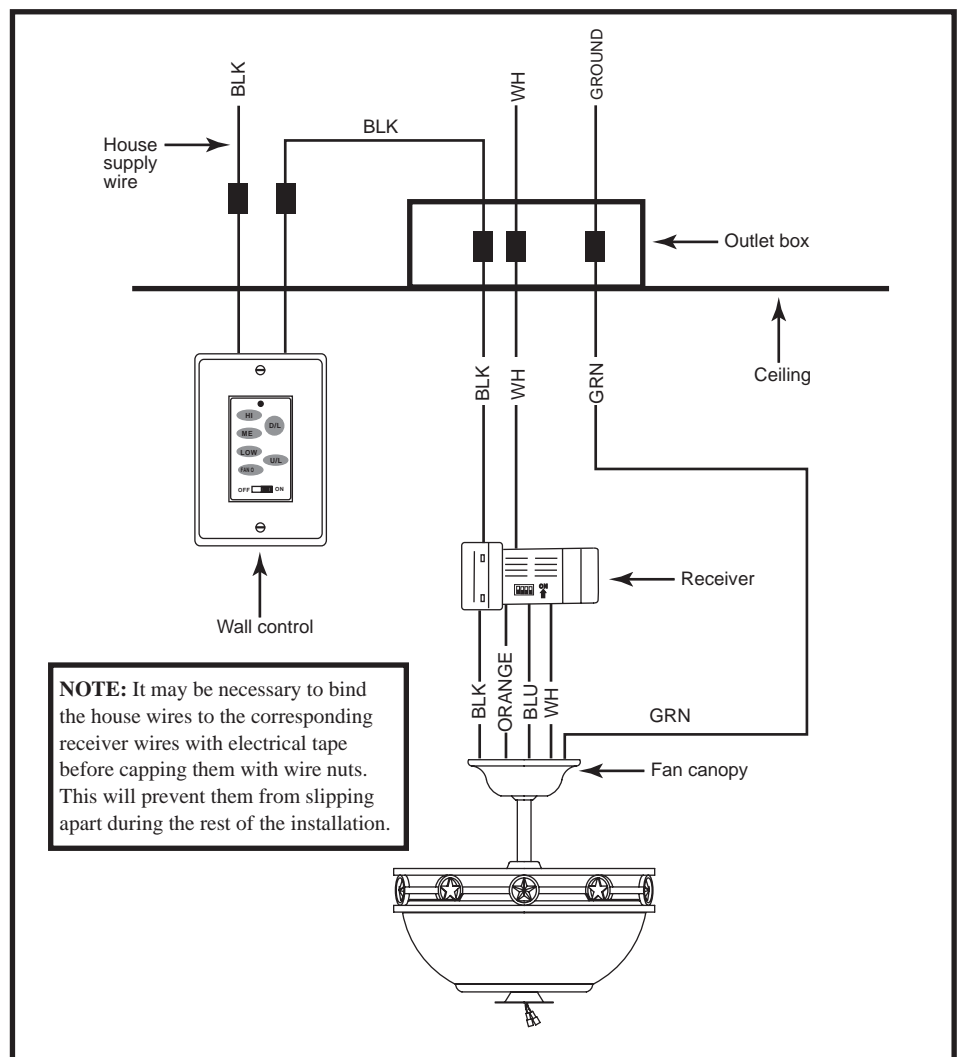 BLK
WH
GROUND
BLK
House
supply
wire
Outlet box
Ceiling
BLK
WH
GRN
HI
D/L
ME
LOW
U/L
FAN O
OFF
ON
ON
Receiver
Wall control
BLK
ORANGE
BLU
WH
GRN
Fan canopy
NOTE: It may be necessary to bind
the house wires to the corresponding
receiver wires with electrical tape
before capping them with wire nuts.
This will prevent them from slipping
apart during the rest of the installation.